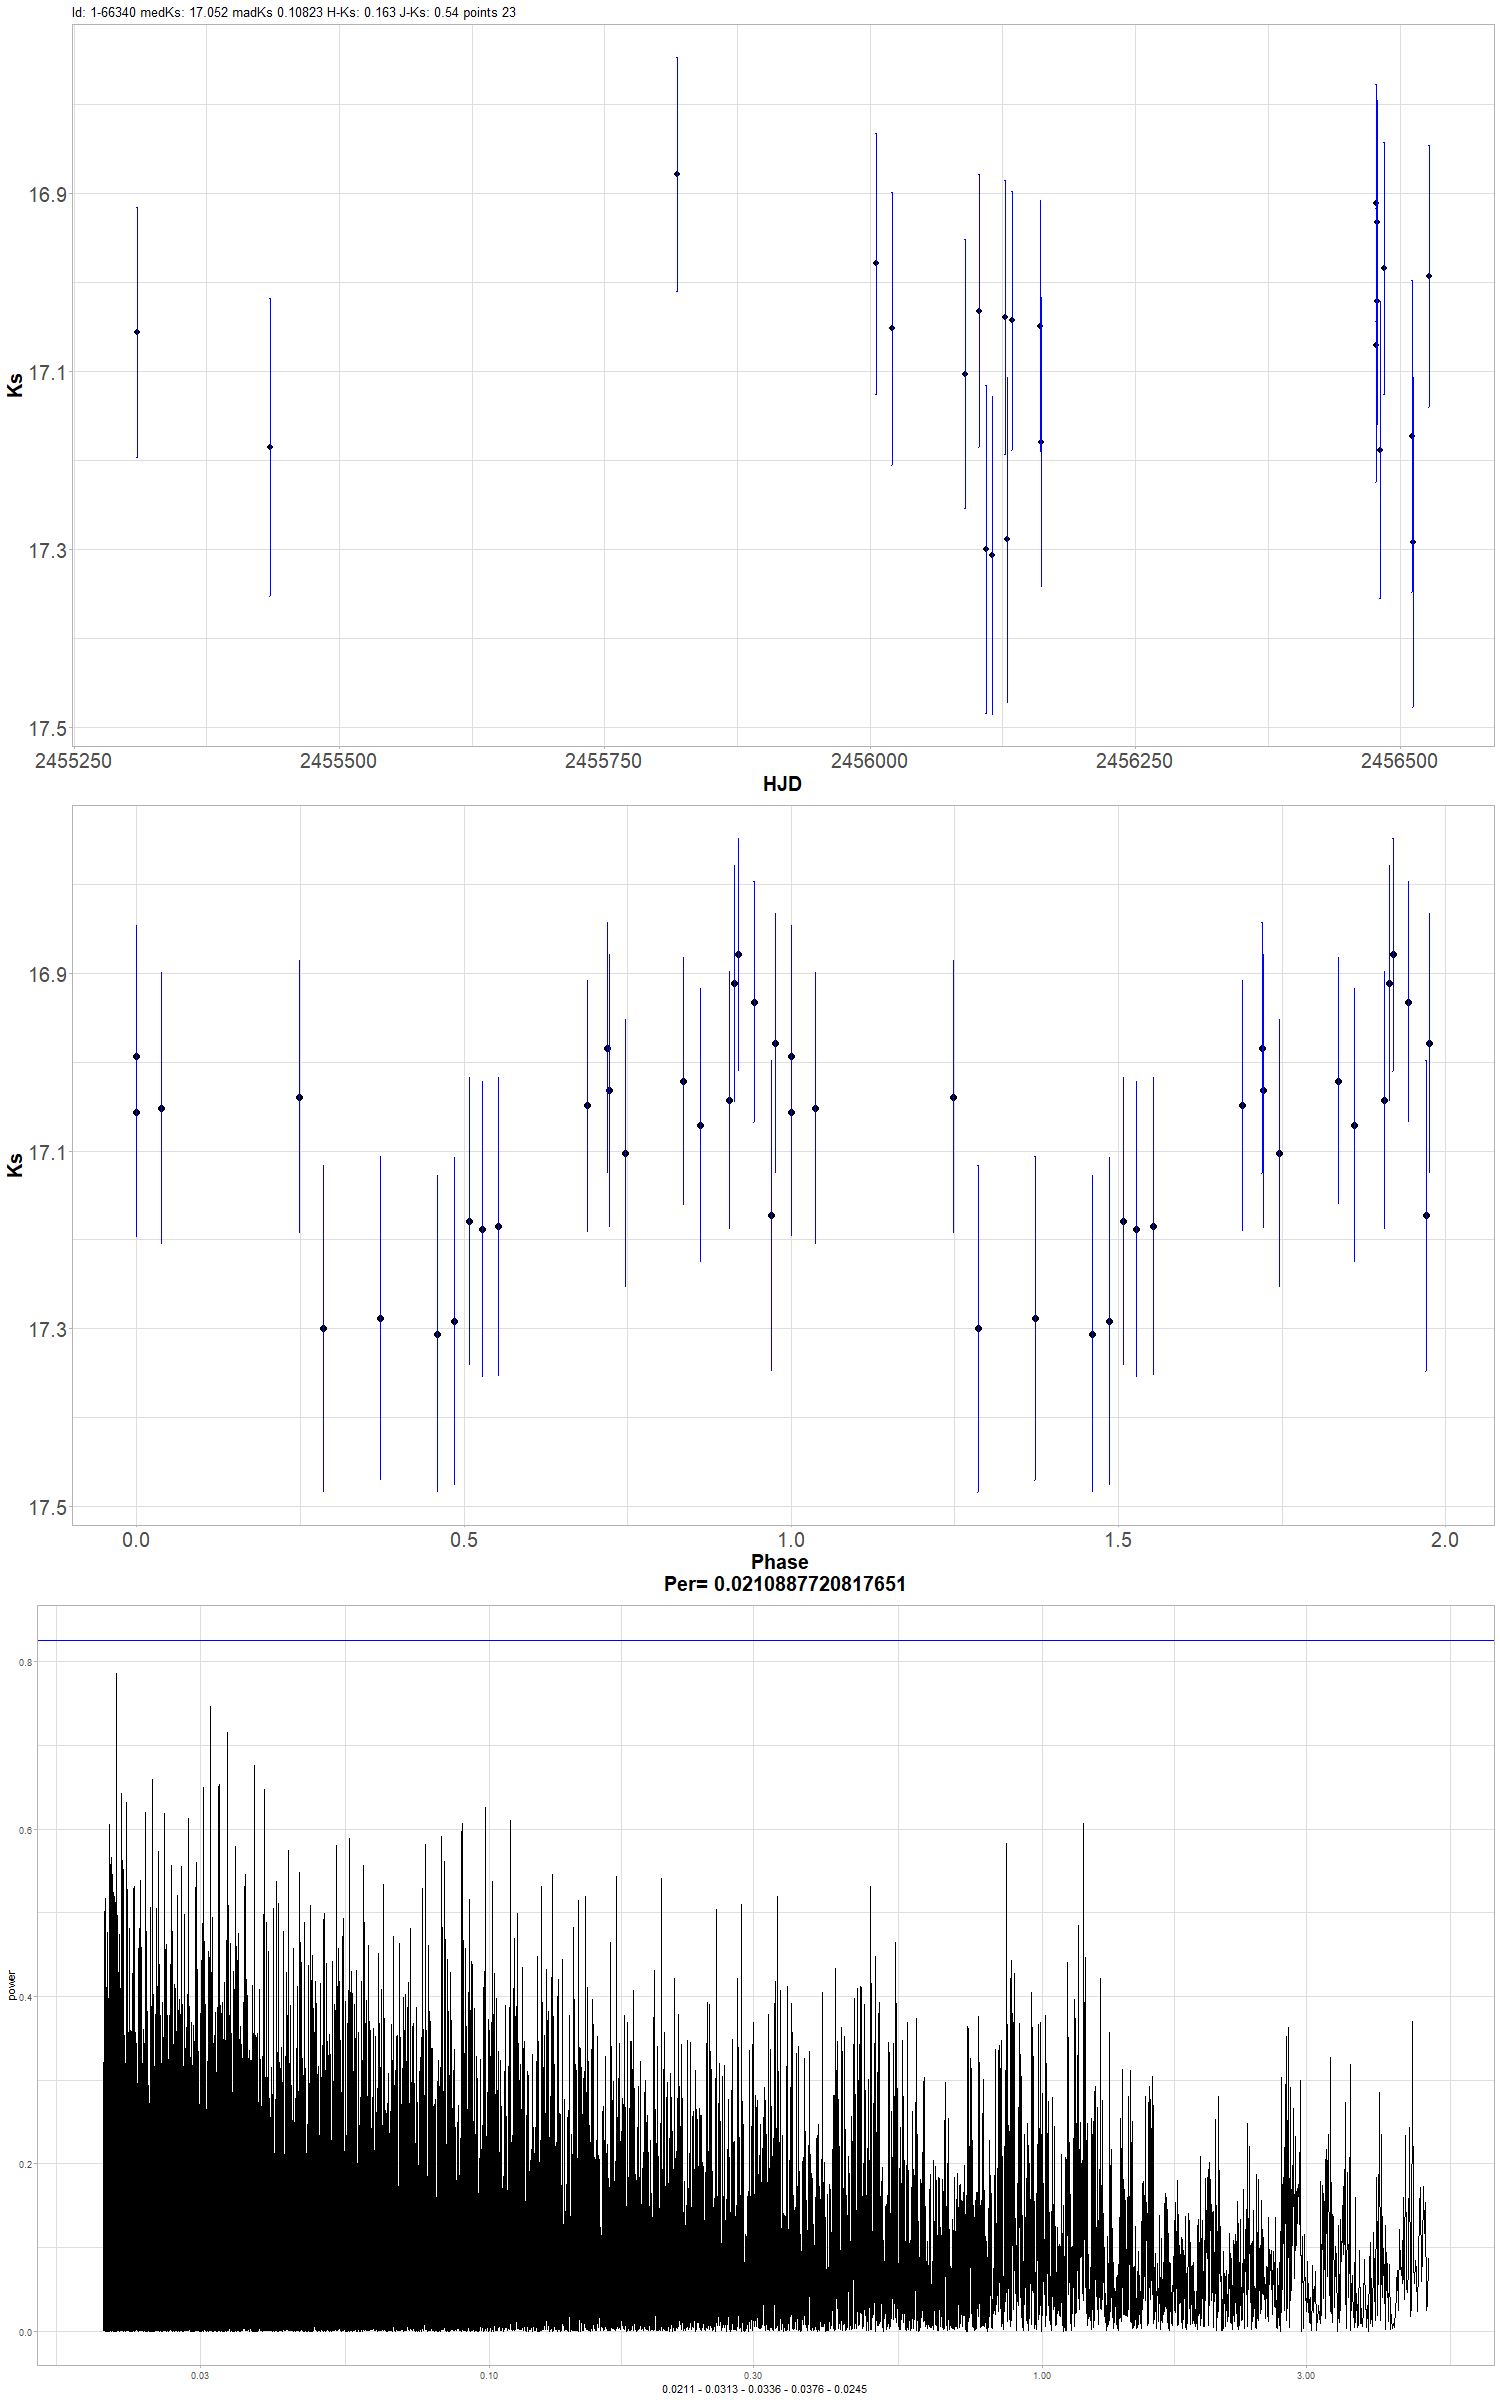 Id: 1-66340 medKs: 17.052 madKs 0.10823 H-Ks: 0.163 J-Ks: 0.54 points 23
16.9
17.1
17.3
17.5
Ks
2455250 2455500 2455750 2456000 2456250 2456500
HJD
16.9
17.1
17.3
17.5
Ks
0.0 0.5 1.0 1.5 2.0
Phase
Per= 0.0210887720817651
0.8
0.6
0.4
0.2
0.0
power
0.03 0.10 0.30 1.00 3.00
0.0211 - 0.0313 - 0.0336 - 0.0376 - 0.0245